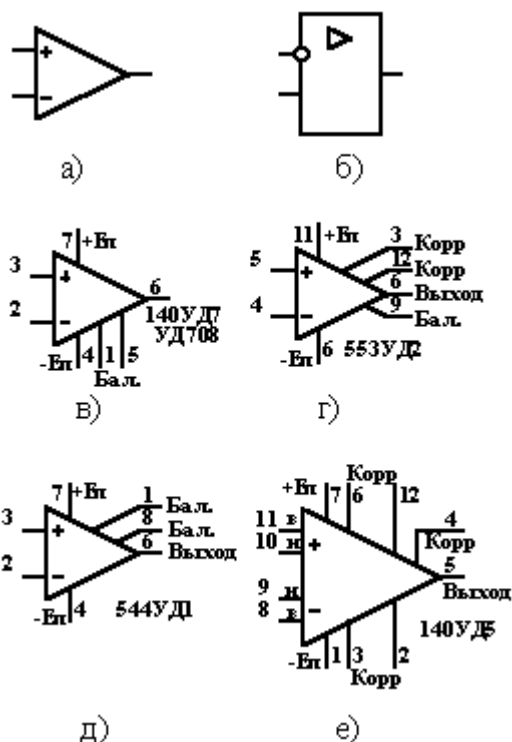 +
−
а)
б)
7 +Еп
3 +
6
2 −
140УД7
УД708
-Еп 4 1 5
Бал.
в)
11 +Еп 3 Корр
5 + 12 Корр
6 Выход
4 − 9 Бал.
-Еп 6 553УД2
г)
7 +Еп 1 Бал.
3 + 8 Бал.
6 Выход
2 −
-Еп 4 544УД1
д)
Корр
+Еп 7 6 12
11 в 4
10 н + Корр
5
9 н Выход
8 в −
140УД5
-Еп 1 3 2
Корр
е)